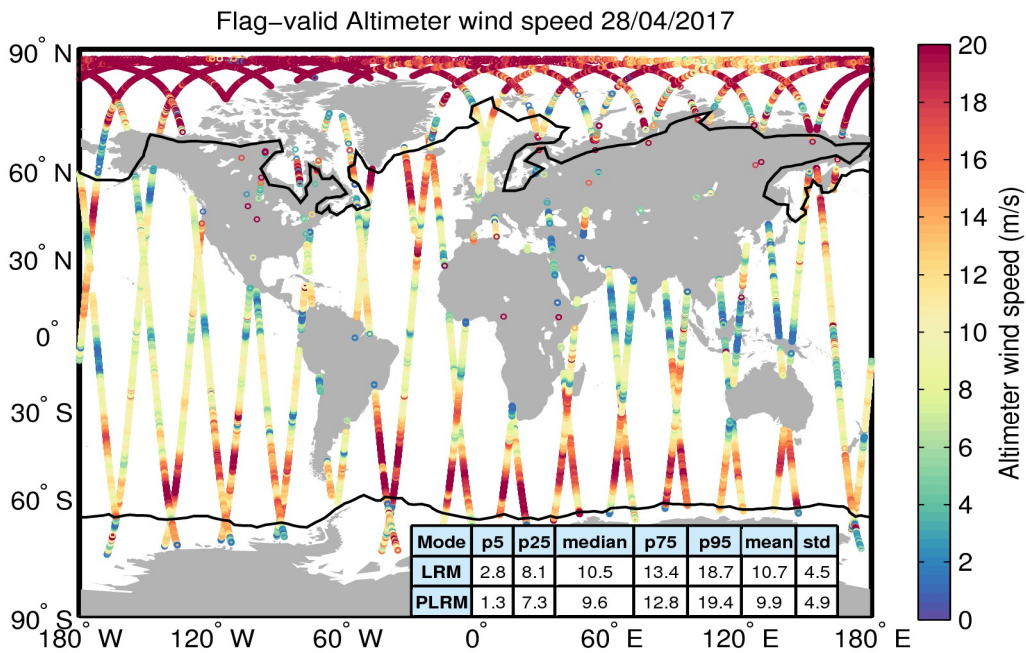 Flag−valid Altimeter wind speed 28/04/2017
90° N
60° N
30° N
0°
30° S
60° S
90° S
180° W
120° W
60° W
0°
60° E
120° E
180° E
Mode p5 p25 median p75 p95 mean std
LRM 2.8 8.1 10.5 13.4 18.7 10.7 4.5
PLRM 1.3 7.3 9.6 12.8 19.4 9.9 4.9
20
18
16
14
12
10
8
6
4
2
0
Altimeter wind speed (m/s)